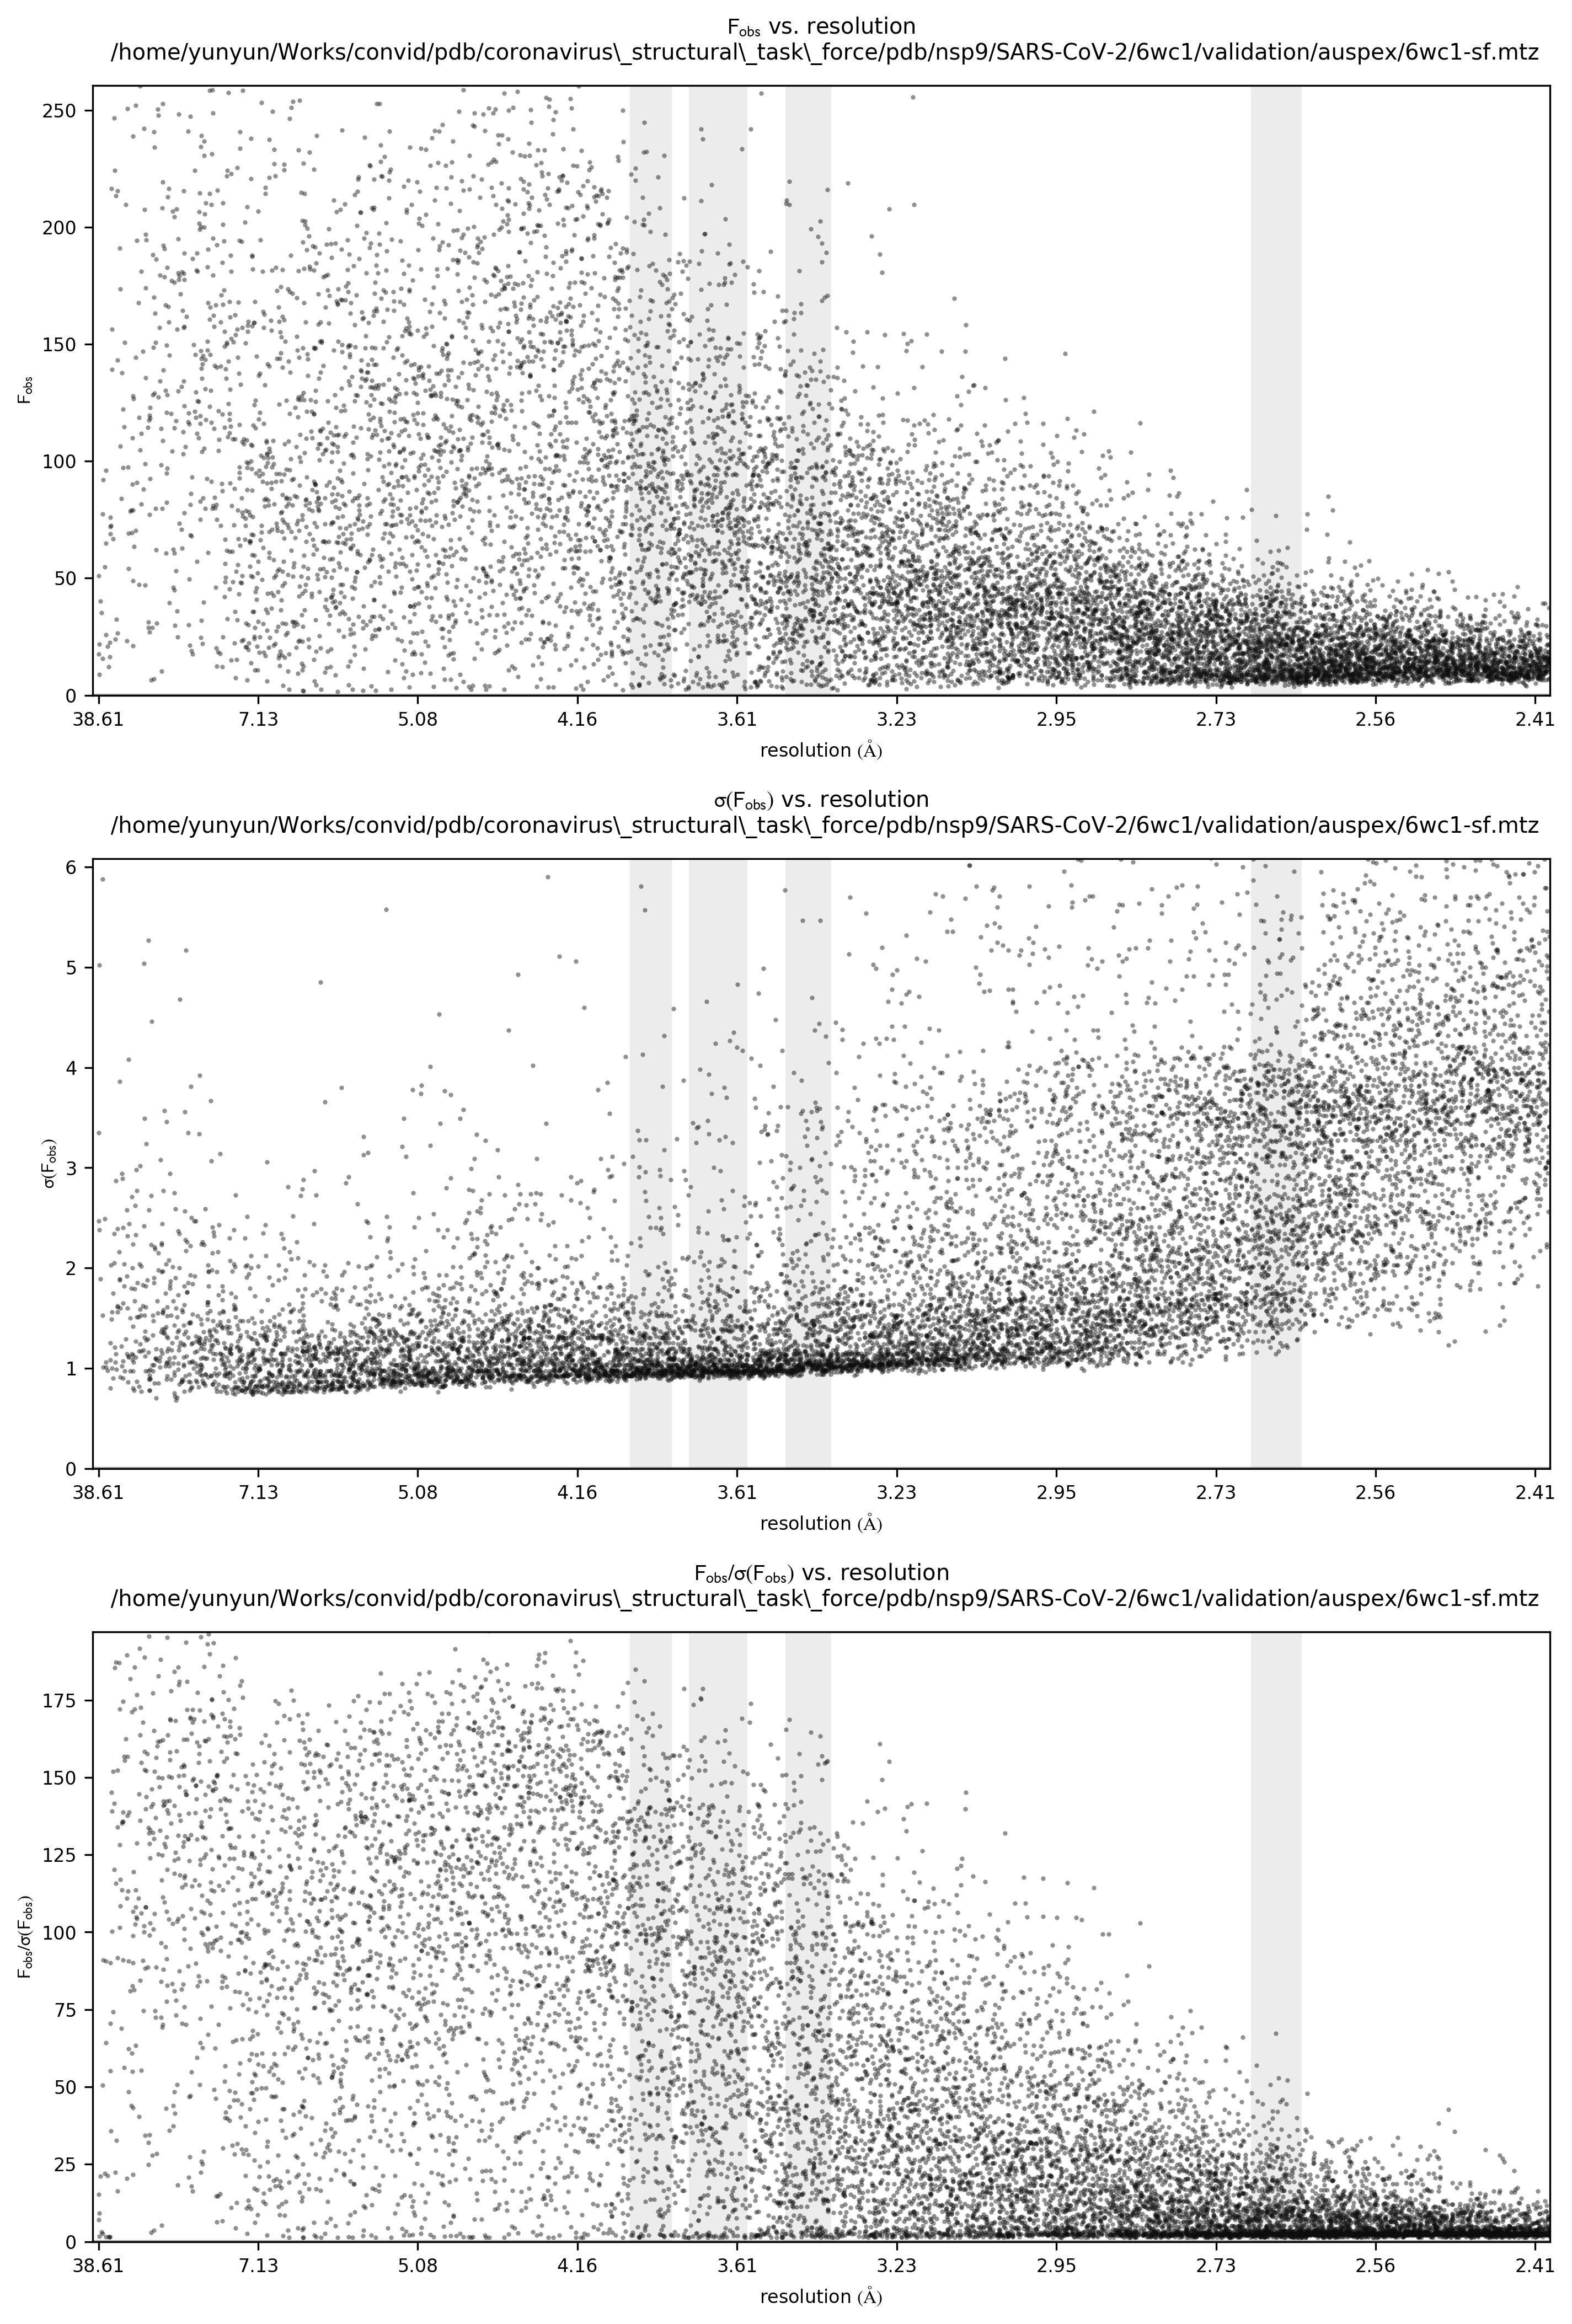 Fobs vs. resolution
/home/yunyun/Works/convid/pdb/coronavirus\_structural\_task\_force/pdb/nsp9/SARS-CoV-2/6wc1/validation/auspex/6wc1-sf.mtz
250
200
150
100
50
0
Fobs
38.61 7.13 5.08 4.16 3.61 3.23 2.95 2.73 2.56 2.41
resolution (Å)
σ(Fobs) vs. resolution
/home/yunyun/Works/convid/pdb/coronavirus\_structural\_task\_force/pdb/nsp9/SARS-CoV-2/6wc1/validation/auspex/6wc1-sf.mtz
6
5
4
3
2
1
0
σ(Fobs)
38.61 7.13 5.08 4.16 3.61 3.23 2.95 2.73 2.56 2.41
resolution (Å)
Fobs/σ(Fobs) vs. resolution
/home/yunyun/Works/convid/pdb/coronavirus\_structural\_task\_force/pdb/nsp9/SARS-CoV-2/6wc1/validation/auspex/6wc1-sf.mtz
175
150
125
100
75
50
25
0
Fobs/σ(Fobs)
38.61 7.13 5.08 4.16 3.61 3.23 2.95 2.73 2.56 2.41
resolution (Å)